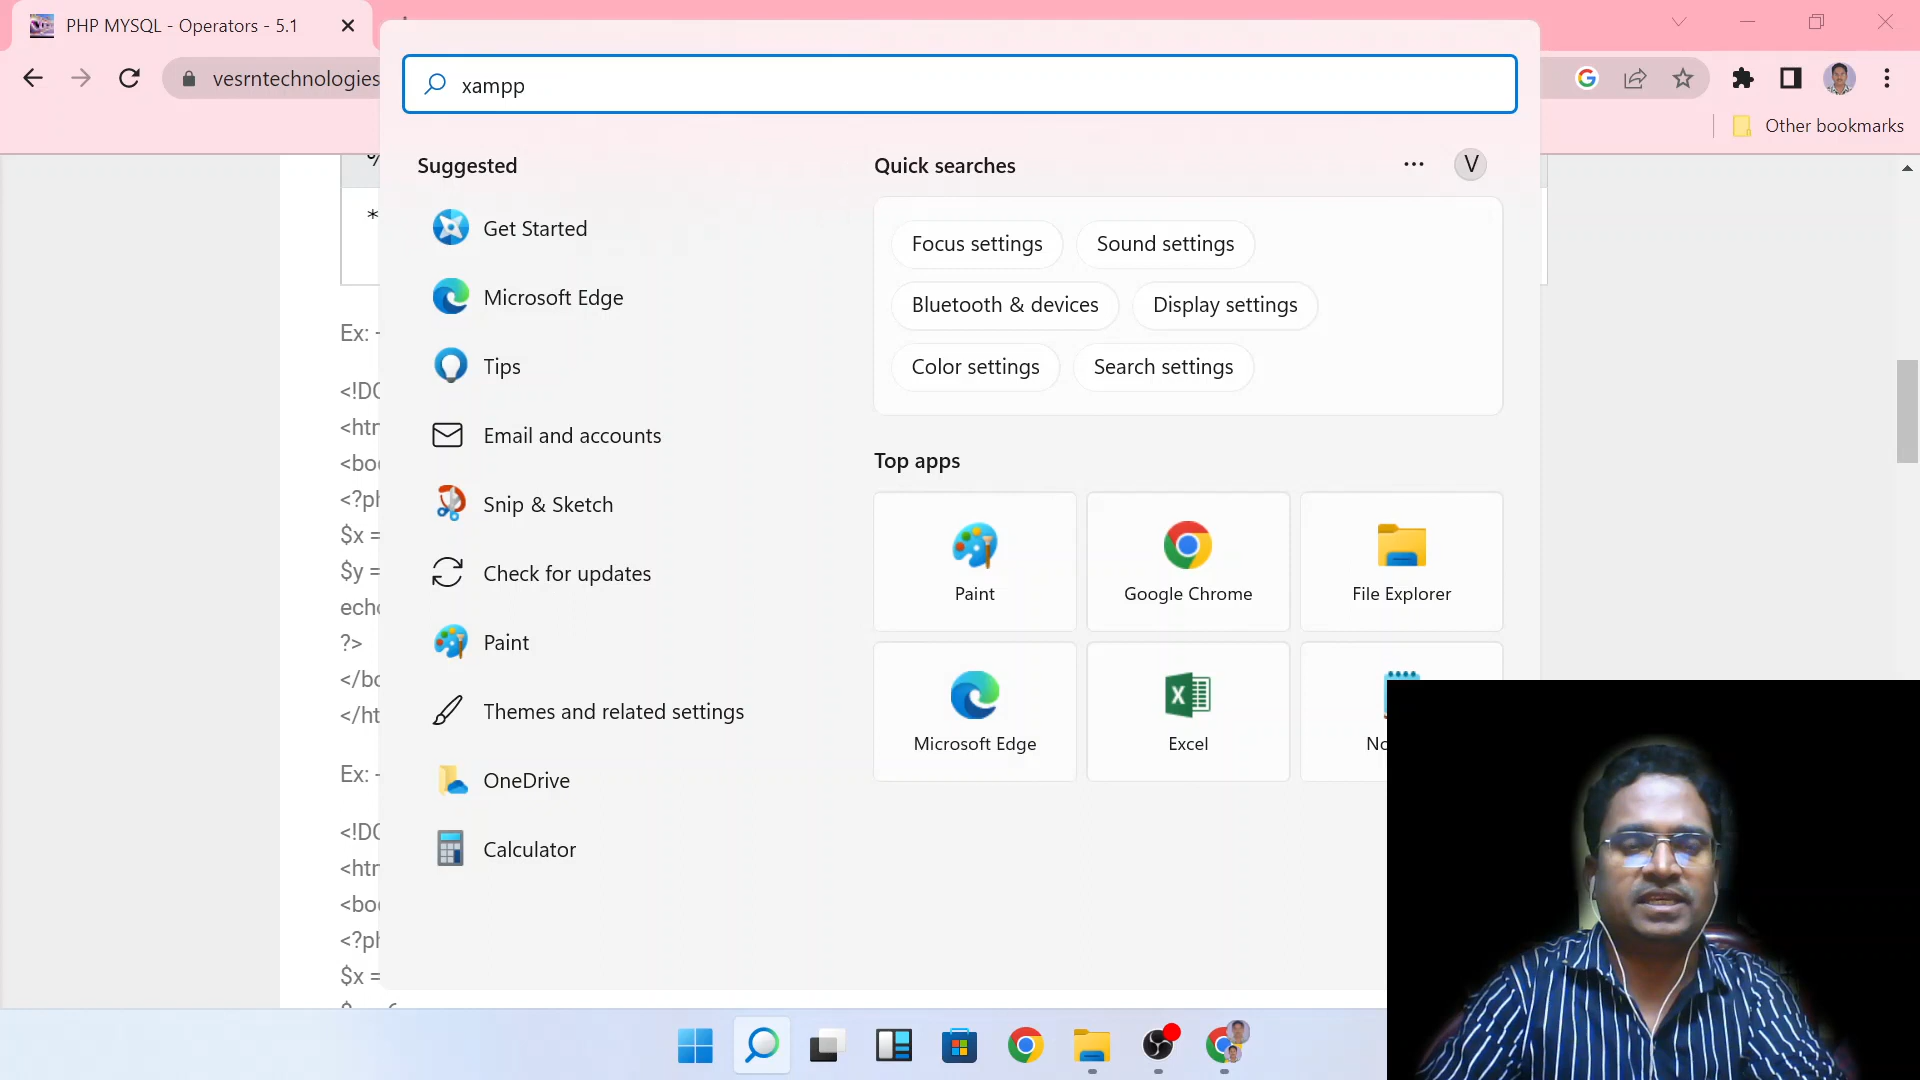 PHP MYSQL - Operators - 5.1
vesrntechnologies
xampp
Other bookmarks
Suggested
Quick searches
V
Get Started
Focus settings
Sound settings
Microsoft Edge
Bluetooth & devices
Display settings
Tips
Color settings
Search settings
Email and accounts
Top apps
Snip & Sketch
Paint
Google Chrome
File Explorer
Check for updates
Paint
Themes and related settings
Microsoft Edge
Excel
OneDrive
Calculator
*
Ex: -
<body
$x =
$y =
echo
?>
Ex: -
$x =